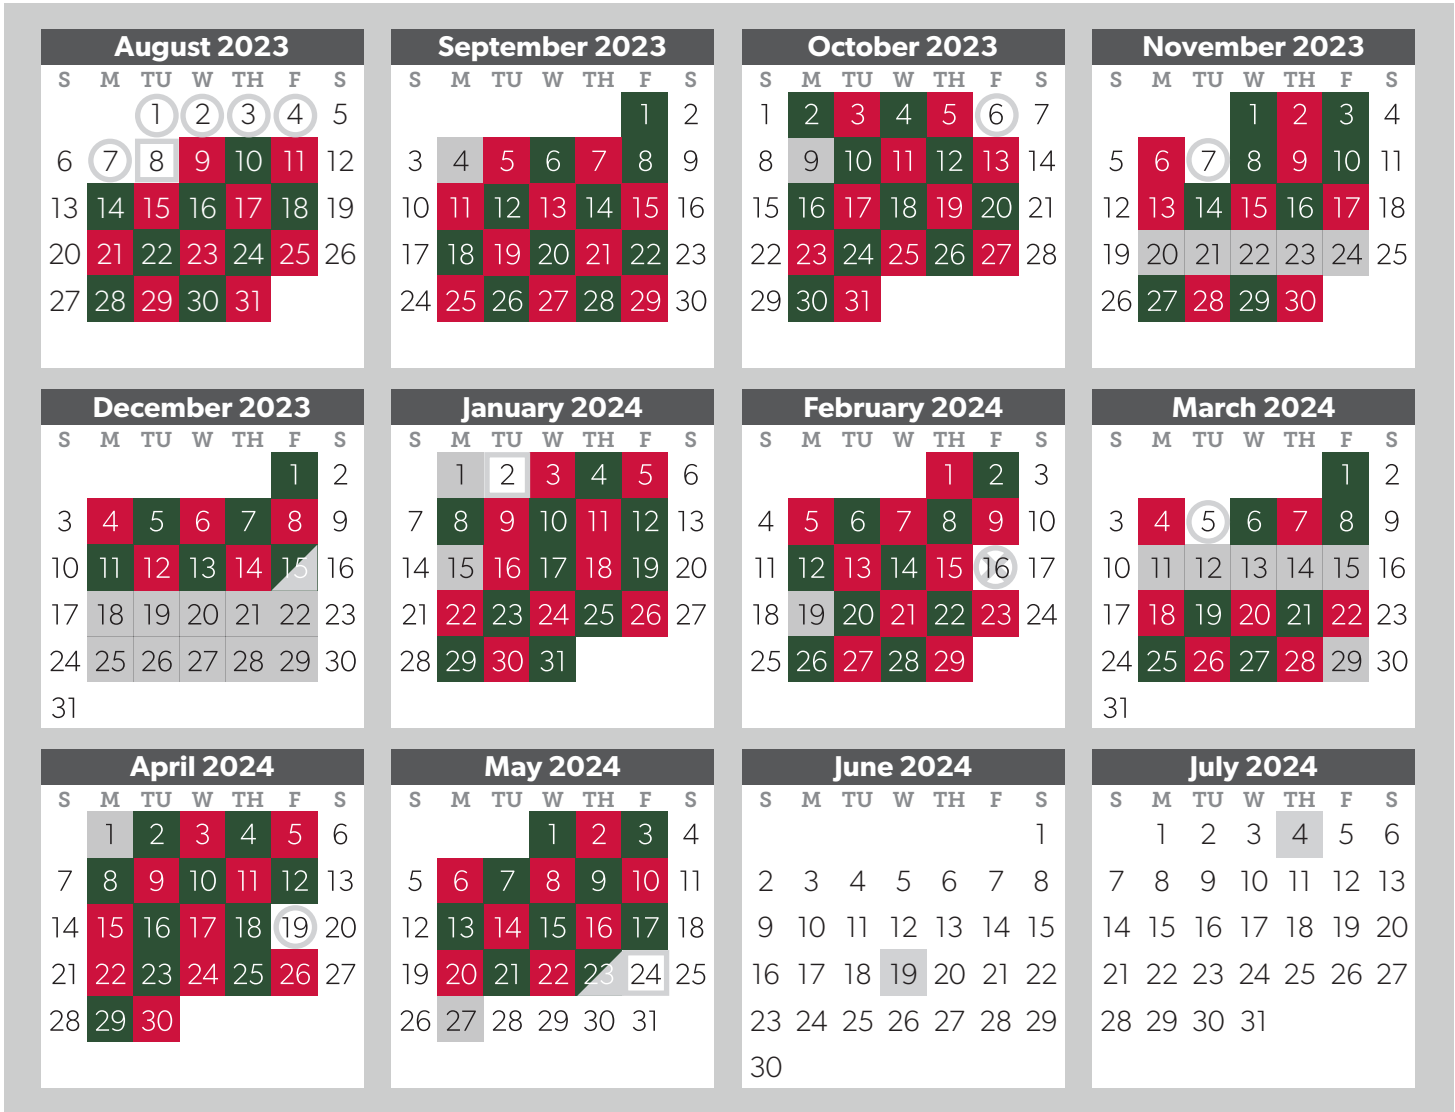 August 2023
S M TU W TH F S
1 2 3 4 5
6 7 8 9 10 11 12
13 14 15 16 17 18 19
20 21 22 23 24 25 26
27 28 29 30 31
September 2023
S M TU W TH F S
1 2
3 4 5 6 7 8 9
10 11 12 13 14 15 16
17 18 19 20 21 22 23
24 25 26 27 28 29 30
October 2023
S M TU W TH F S
1 2 3 4 5 6 7
8 9 10 11 12 13 14
15 16 17 18 19 20 21
22 23 24 25 26 27 28
29 30 31
November 2023
S M TU W TH F S
1 2 3 4
5 6 7 8 9 10 11
12 13 14 15 16 17 18
19 20 21 22 23 24 25
26 27 28 29 30
December 2023
S M TU W TH F S
1 2
3 4 5 6 7 8 9
10 11 12 13 14 15 16
17 18 19 20 21 22 23
24 25 26 27 28 29 30
31
January 2024
S M TU W TH F S
1 2 3 4 5 6
7 8 9 10 11 12 13
14 15 16 17 18 19 20
21 22 23 24 25 26 27
28 29 30 31
February 2024
S M TU W TH F S
1 2 3
4 5 6 7 8 9 10
11 12 13 14 15 16 17
18 19 20 21 22 23 24
25 26 27 28 29
March 2024
S M TU W TH F S
1 2
3 4 5 6 7 8 9
10 11 12 13 14 15 16
17 18 19 20 21 22 23
24 25 26 27 28 29 30
31
April 2024
S M TU W TH F S
1 2 3 4 5 6
7 8 9 10 11 12 13
14 15 16 17 18 19 20
21 22 23 24 25 26 27
28 29 30
May 2024
S M TU W TH F S
1 2 3 4
5 6 7 8 9 10 11
12 13 14 15 16 17 18
19 20 21 22 23 24 25
26 27 28 29 30 31
June 2024
S M TU W TH F S
1
2 3 4 5 6 7 8
9 10 11 12 13 14 15
16 17 18 19 20 21 22
23 24 25 26 27 28 29
30
July 2024
S M TU W TH F S
1 2 3 4 5 6
7 8 9 10 11 12 13
14 15 16 17 18 19 20
21 22 23 24 25 26 27
28 29 30 31